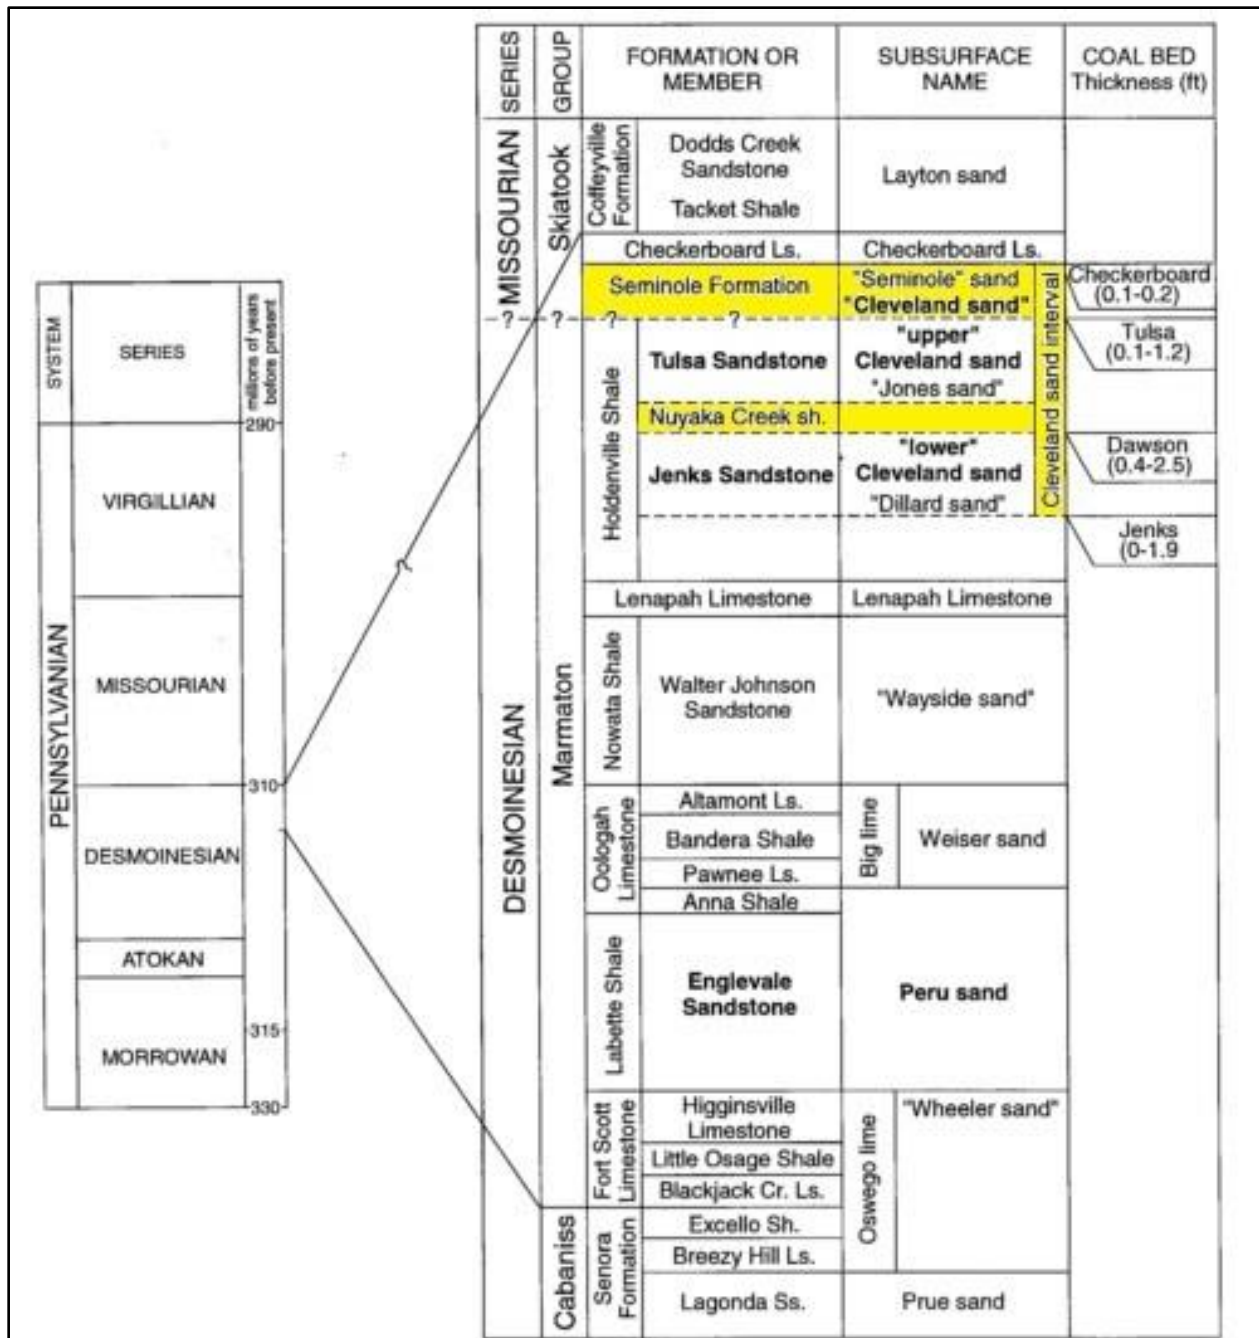 SYSTEM
SERIES
millions of years
before present
PENNSYLVANIAN
290
VIRGILLIAN
MISSOURIAN
310
DESMOINESIAN
ATOKAN
315
MORROWAN
330
SERIES
GROUP
FORMATION OR
MEMBER
SUBSURFACE
NAME
COAL BED
Thickness (ft)
MISSOURIAN
Skiatook
Coffeyville
Formation
Dodds Creek
Sandstone
Tacket Shale
Layton sand
Checkerboard Ls.
Checkerboard Ls.
Seminole Formation
"Seminole" sand
"Cleveland sand"
Cleveland sand interval
Checkerboard
(0.1-0.2)
? ? ? ?
DESMOINESIAN
Marmaton
Holdenville Shale
Tulsa Sandstone
"upper"
Cleveland sand
"Jones sand"
Tulsa
(0.1-1.2)
Nuyaka Creek sh.
Jenks Sandstone
"lower"
Cleveland sand
"Dillard sand"
Dawson
(0.4-2.5)
Jenks
(0-1.9
Lenapah Limestone
Lenapah Limestone
Nowata Shale
Walter Johnson
Sandstone
"Wayside sand"
Oologah
Limestone
Altamont Ls.
Bandera Shale
Pawnee Ls.
Anna Shale
Big lime
Weiser sand
Labette Shale
Englevale
Sandstone
Peru sand
Fort Scott
Limestone
Higginsville
Limestone
Little Osage Shale
Blackjack Cr. Ls.
Oswego lime
"Wheeler sand"
Cabaniss
Senora
Formation
Excello Sh.
Breezy Hill Ls.
Lagonda Ss.
Prue sand